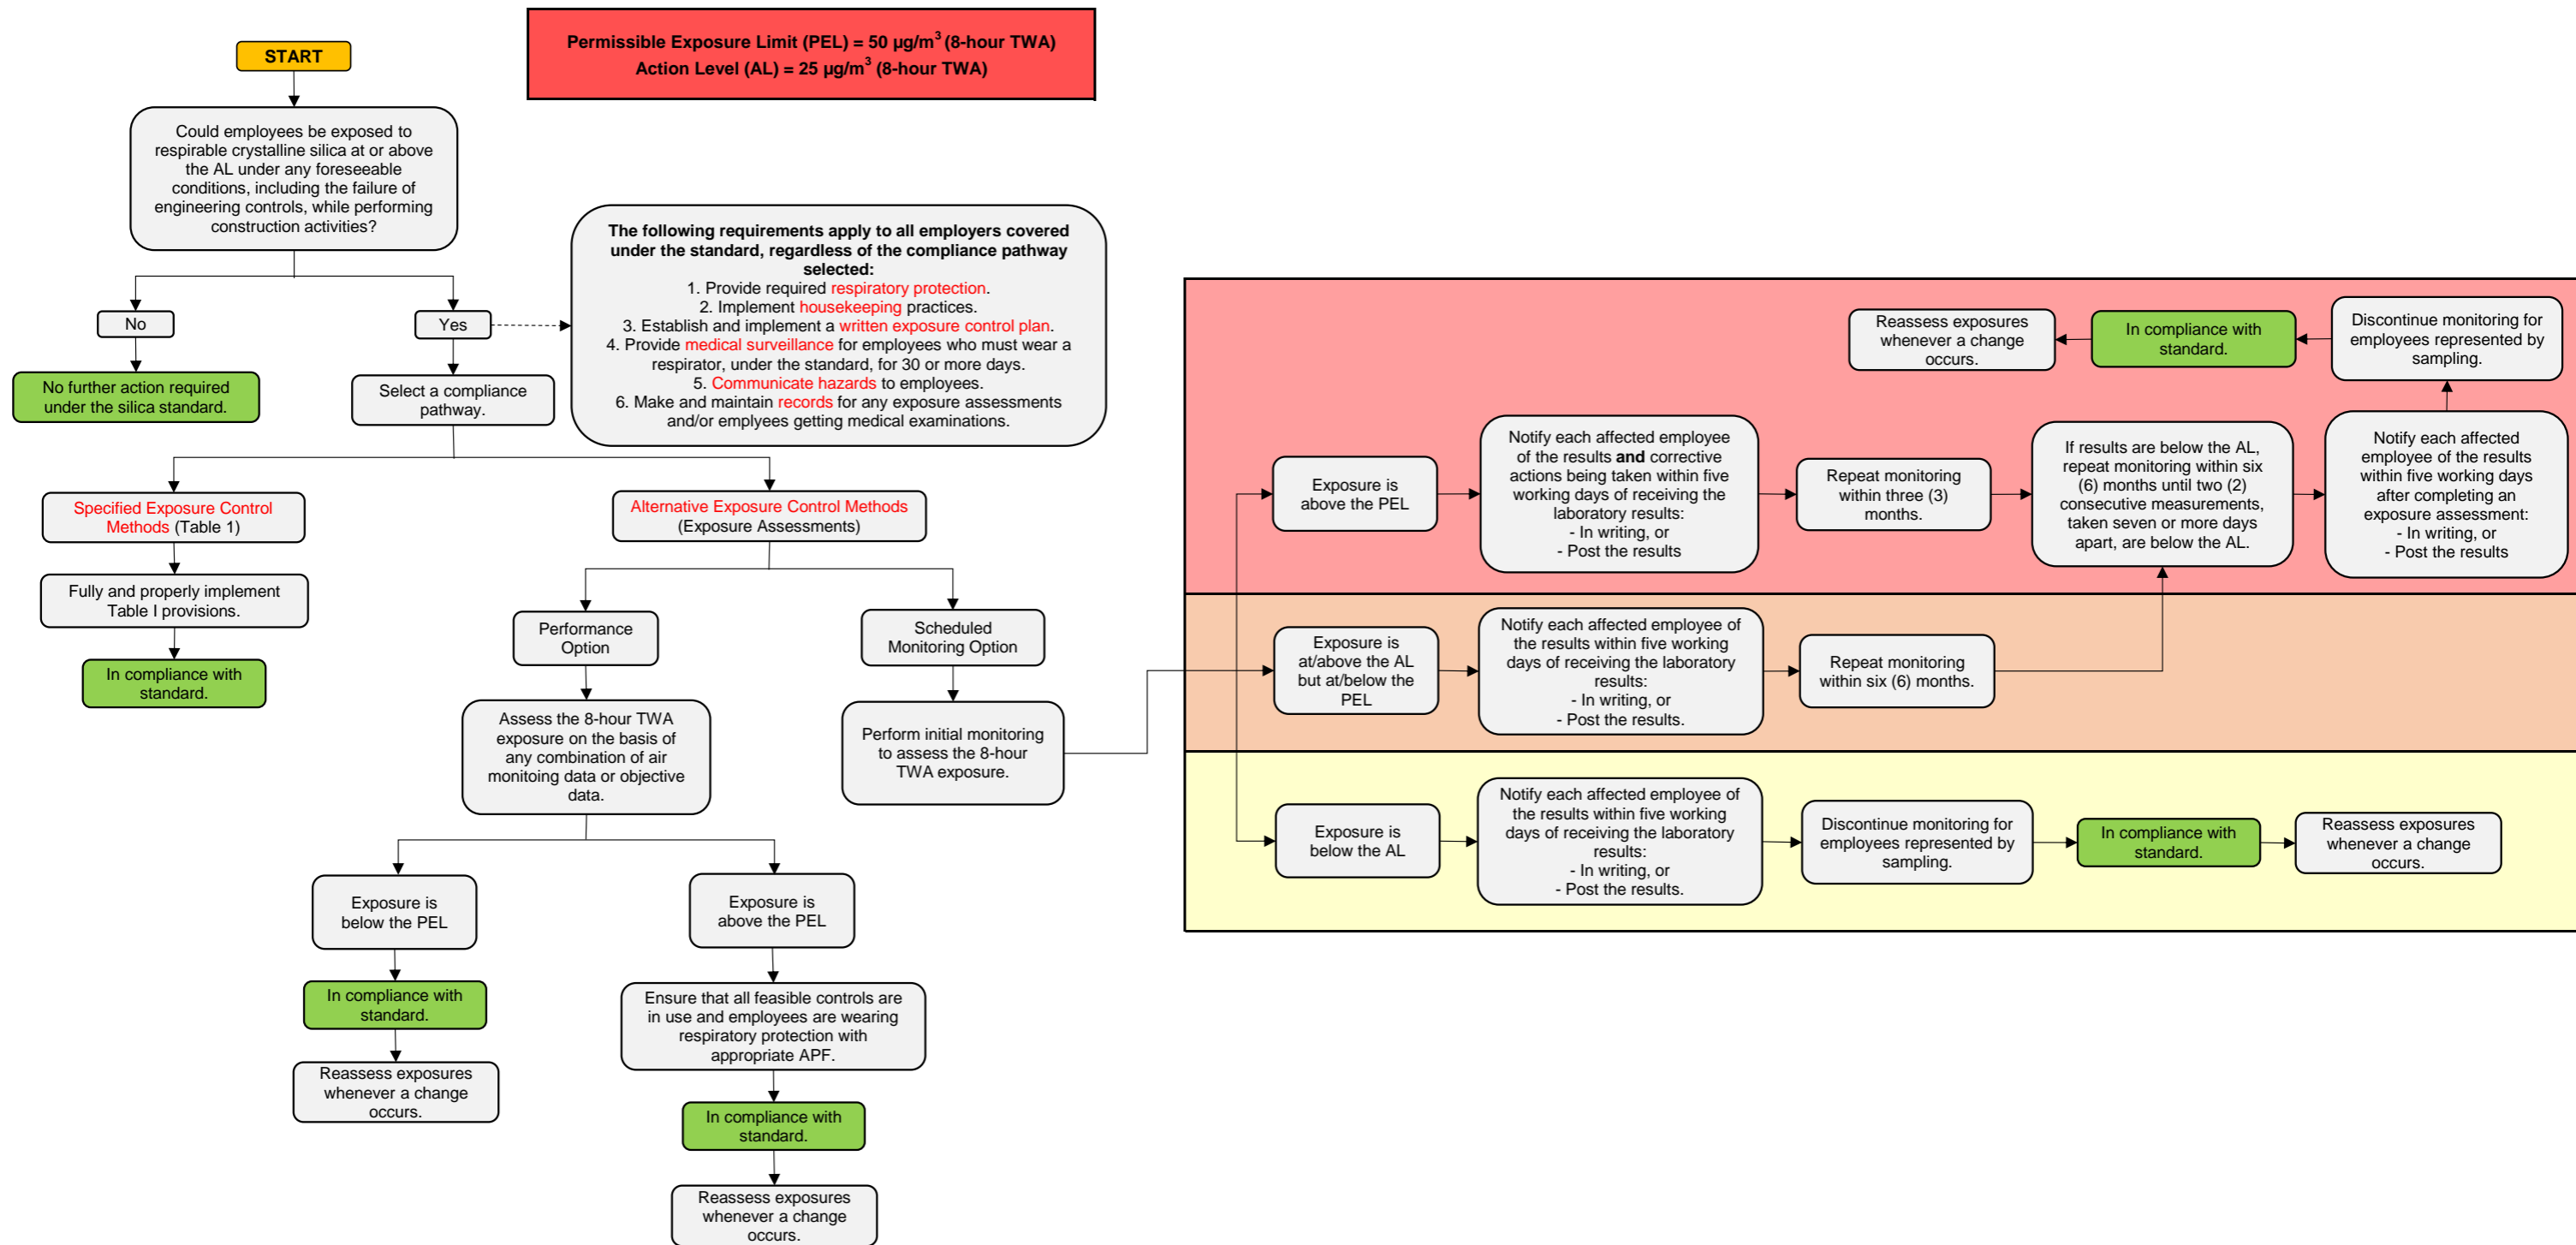 Permissible Exposure Limit (PEL) = 50 µg/m³ (8-hour TWA)
Action Level (AL) = 25 µg/m³ (8-hour TWA)
START
Could employees be exposed to
respirable crystalline silica at or above
the AL under any foreseeable
conditions, including the failure of
engineering controls, while performing
construction activities?
No
No further action required
under the silica standard.
Yes
The following requirements apply to all employers covered
under the standard, regardless of the compliance pathway
selected:
1. Provide required respiratory protection.
2. Implement housekeeping practices.
3. Establish and implement a written exposure control plan.
4. Provide medical surveillance for employees who must wear a
respirator, under the standard, for 30 or more days.
5. Communicate hazards to employees.
6. Make and maintain records for any exposure assessments
and/or emplyees getting medical examinations.
Select a compliance
pathway.
Specified Exposure Control
Methods (Table 1)
Fully and properly implement
Table I provisions.
In compliance with
standard.
Alternative Exposure Control Methods
(Exposure Assessments)
Performance
Option
Assess the 8-hour TWA
exposure on the basis of
any combination of air
monitoing data or objective
data.
Exposure is
below the PEL
In compliance with
standard.
Reassess exposures
whenever a change
occurs.
Exposure is
above the PEL
Ensure that all feasible controls are
in use and employees are wearing
respiratory protection with
appropriate APF.
In compliance with
standard.
Reassess exposures
whenever a change
occurs.
Scheduled
Monitoring Option
Perform initial monitoring
to assess the 8-hour
TWA exposure.
Exposure is
above the PEL
Notify each affected employee
of the results and corrective
actions being taken within five
working days of receiving the
laboratory results:
- In writing, or
- Post the results
Repeat monitoring
within three (3)
months.
If results are below the AL,
repeat monitoring within six
(6) months until two (2)
consecutive measurements,
taken seven or more days
apart, are below the AL.
Notify each affected
employee of the results
within five working days
after completing an
exposure assessment:
- In writing, or
- Post the results
Discontinue monitoring for
employees represented by
sampling.
In compliance with
standard.
Reassess exposures
whenever a change
occurs.
Exposure is
at/above the AL
but at/below the
PEL
Notify each affected employee of
the results within five working
days of receiving the laboratory
results:
- In writing, or
- Post the results.
Repeat monitoring
within six (6) months.
Exposure is
below the AL
Notify each affected employee of
the results within five working
days of receiving the laboratory
results:
- In writing, or
- Post the results.
Discontinue monitoring for
employees represented by
sampling.
In compliance with
standard.
Reassess exposures
whenever a change
occurs.